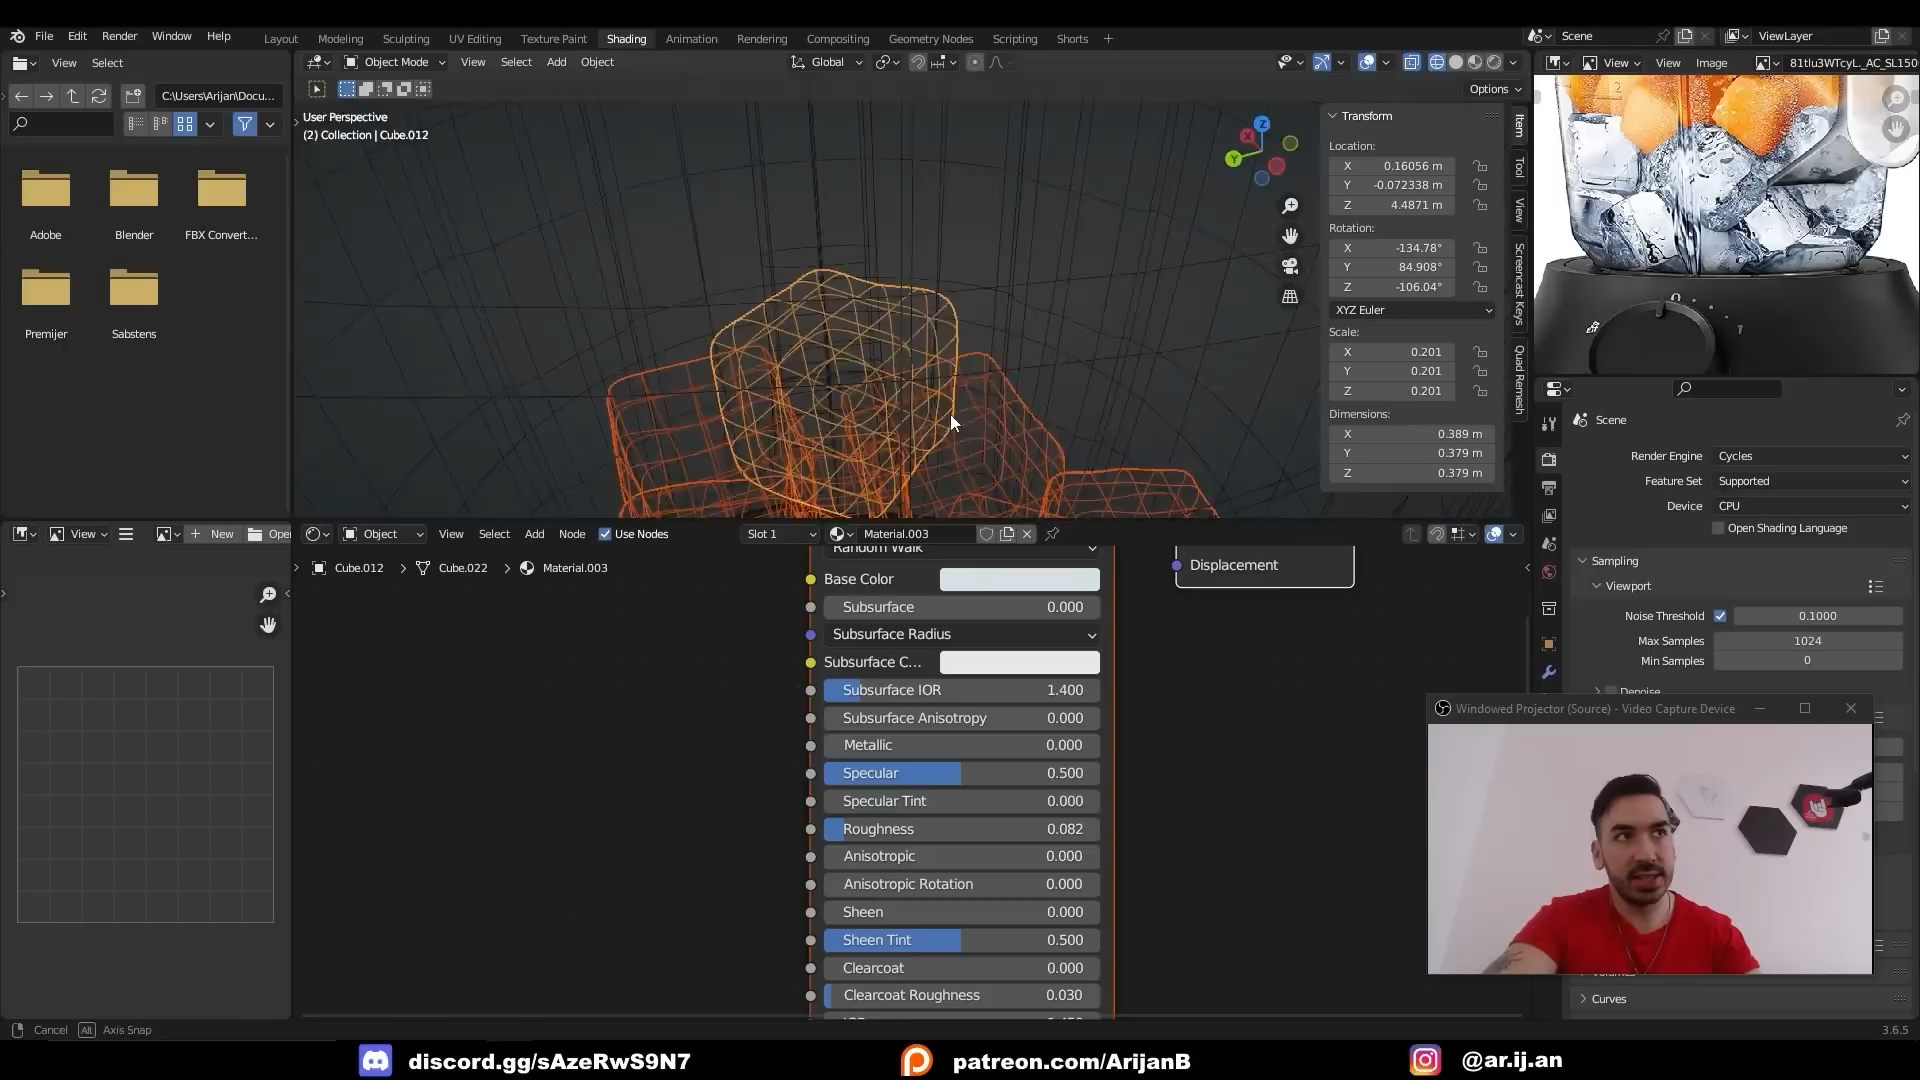 File Edit Render Window Help
Layout Modeling Sculpting UV Editing Texture Paint Shading Animation Rendering Compositing Geometry Nodes Scripting Shorts +
Scene
ViewLayer
View Select
Object Mode View Select Add Object
Global
View View Image
81tlu3WTcyL._AC_SL150
C:\Users\Arijan\Docu...
Options
User Perspective
(2) Collection | Cube.012
Adobe Blender FBX Convert...
Premijer Sabstens
Z
X
Y
Transform
Location:
X 0.16056 m
Y -0.072338 m
Z 4.4871 m
Rotation:
X -134.78°
Y 84.908°
Z -106.04°
XYZ Euler
Scale:
X 0.201
Y 0.201
Z 0.201
Dimensions:
X 0.389 m
Y 0.379 m
Z 0.379 m
Item
Tool
View
Screencast Keys
Quad Remesh
Scene
Render Engine Cycles
Feature Set Supported
Device CPU
Open Shading Language
Sampling
Viewport
Noise Threshold 0.1000
Max Samples 1024
Min Samples 0
Denoise
View
New
Open
Object View Select Add Node Use Nodes Slot 1 Material.003
Cube.012 Cube.022 Material.003
Random Walk
Base Color
Subsurface 0.000
Subsurface Radius
Subsurface C...
Subsurface IOR 1.400
Subsurface Anisotropy 0.000
Metallic 0.000
Specular 0.500
Specular Tint 0.000
Roughness 0.082
Anisotropic 0.000
Anisotropic Rotation 0.000
Sheen 0.000
Sheen Tint 0.500
Clearcoat 0.000
Clearcoat Roughness 0.030
Displacement
Windowed Projector (Source) - Video Capture Device
Curves
Cancel Alt Axis Snap
3.6.5
discord.gg/sAzeRwS9N7
patreon.com/ArijanB
@ar.ij.an